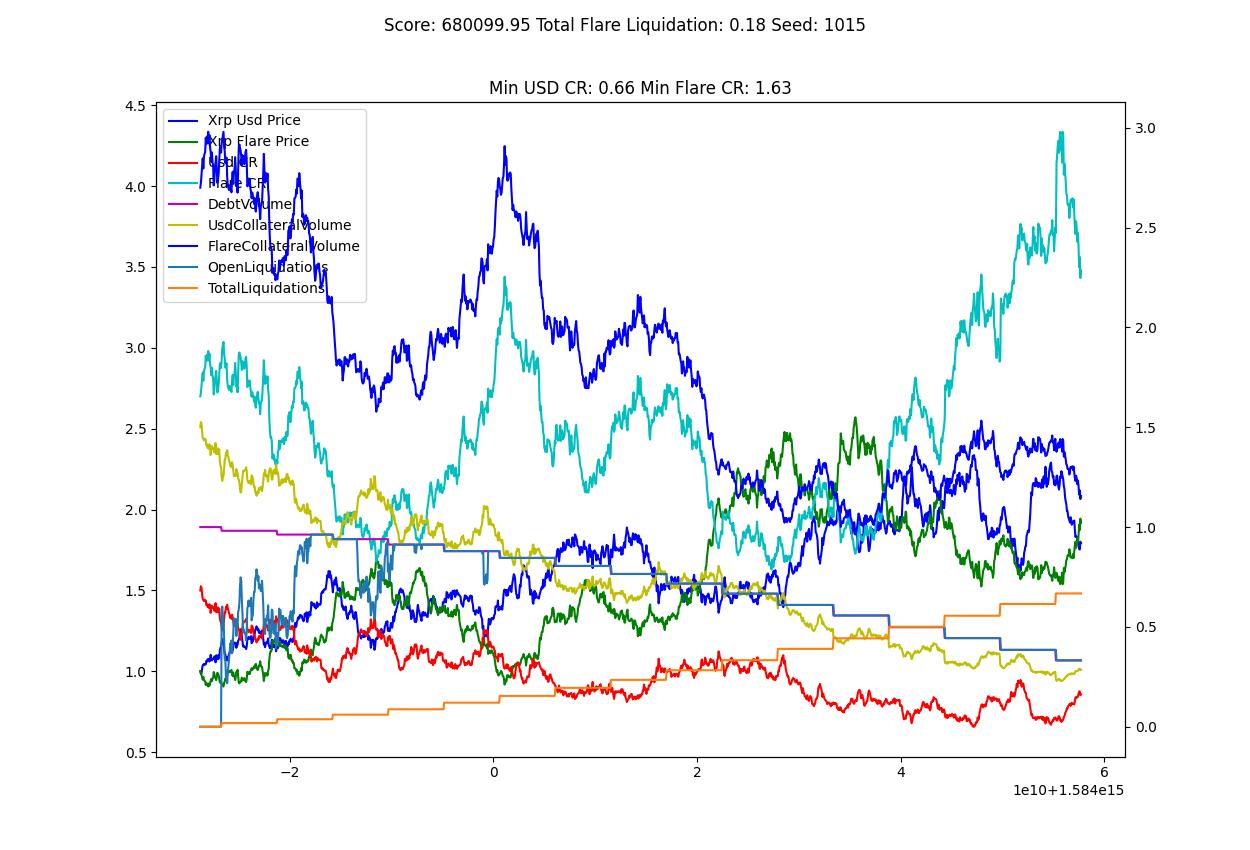 Score: 680099.95 Total Flare Liquidation: 0.18 Seed: 1015
Min USD CR: 0.66 Min Flare CR: 1.63
4.5
4.0
3.5
3.0
2.5
2.0
1.5
1.0
0.5
Xrp Usd Price
Xrp Flare Price
Usd CR
Flare CR
DebtVolume
UsdCollateralVolume
FlareCollateralVolume
OpenLiquidations
TotalLiquidations
3.0
2.5
2.0
1.5
1.0
0.5
0.0
−2
0
2
4
6
1e10+1.584e15